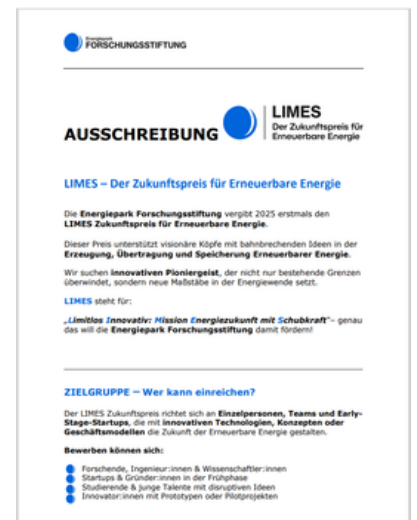 Energiepark
FORSCHUNGSSTIFTUNG
AUSSCHREIBUNG
LIMES
Der Zukunftspreis für
Erneuerbare Energie
LIMES – Der Zukunftspreis für Erneuerbare Energie
Die Energiepark Forschungsstiftung vergibt 2025 erstmals den
LIMES Zukunftspreis für Erneuerbare Energie.
Dieser Preis unterstützt visionäre Köpfe mit bahnbrechenden Ideen in der
Erzeugung, Übertragung und Speicherung Erneuerbarer Energie.
Wir suchen innovativen Pioniergeist, der nicht nur bestehende Grenzen
überwindet, sondern neue Maßstäbe in der Energiewende setzt.
LIMES steht für:
„Limitlos Innovativ: Mission Energiezukunft mit Schubkraft“– genau
das will die Energiepark Forschungsstiftung damit fördern!
ZIELGRUPPE – Wer kann einreichen?
Der LIMES Zukunftspreis richtet sich an Einzelpersonen, Teams und Early-
Stage-Startups, die mit innovativen Technologien, Konzepten oder
Geschäftsmodellen die Zukunft der Erneuerbare Energie gestalten.
Bewerben können sich:
Forschende, Ingenieur:innen & Wissenschaftler:innen
Startups & Gründer:innen in der Frühphase
Studierende & junge Talente mit disruptiven Ideen
Innovator:innen mit Prototypen oder Pilotprojekten